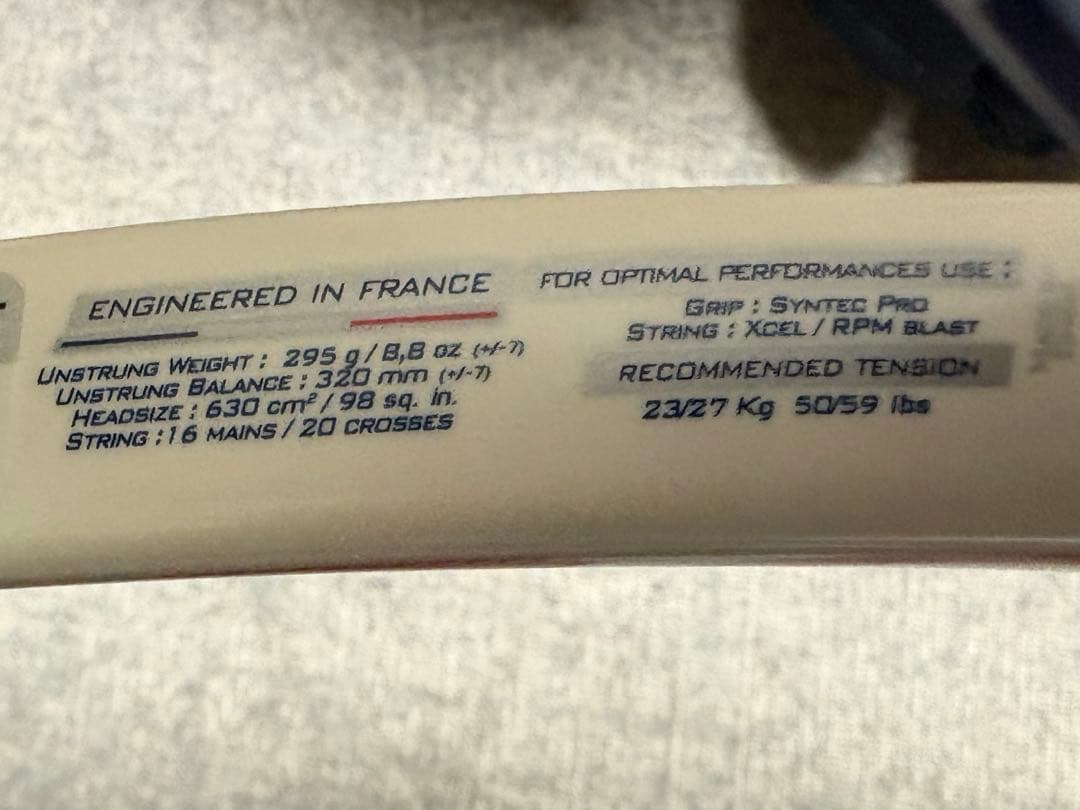 ENGINEERED IN FRANCE
UNSTRUNG WEIGHT : 295 g / 8,8 OZ (+/-7)
UNSTRUNG BALANCE : 320 mm (+/-7)
HEADSIZE : 630 cm² / 98 sq. in.
STRING : 16 MAINS / 20 CROSSES
FOR OPTIMAL PERFORMANCES USE :
GRIP : SYNTEC PRO
STRING : XCEL / RPM BLAST
RECOMMENDED TENSION
23/27 Kg 50/59 lbs